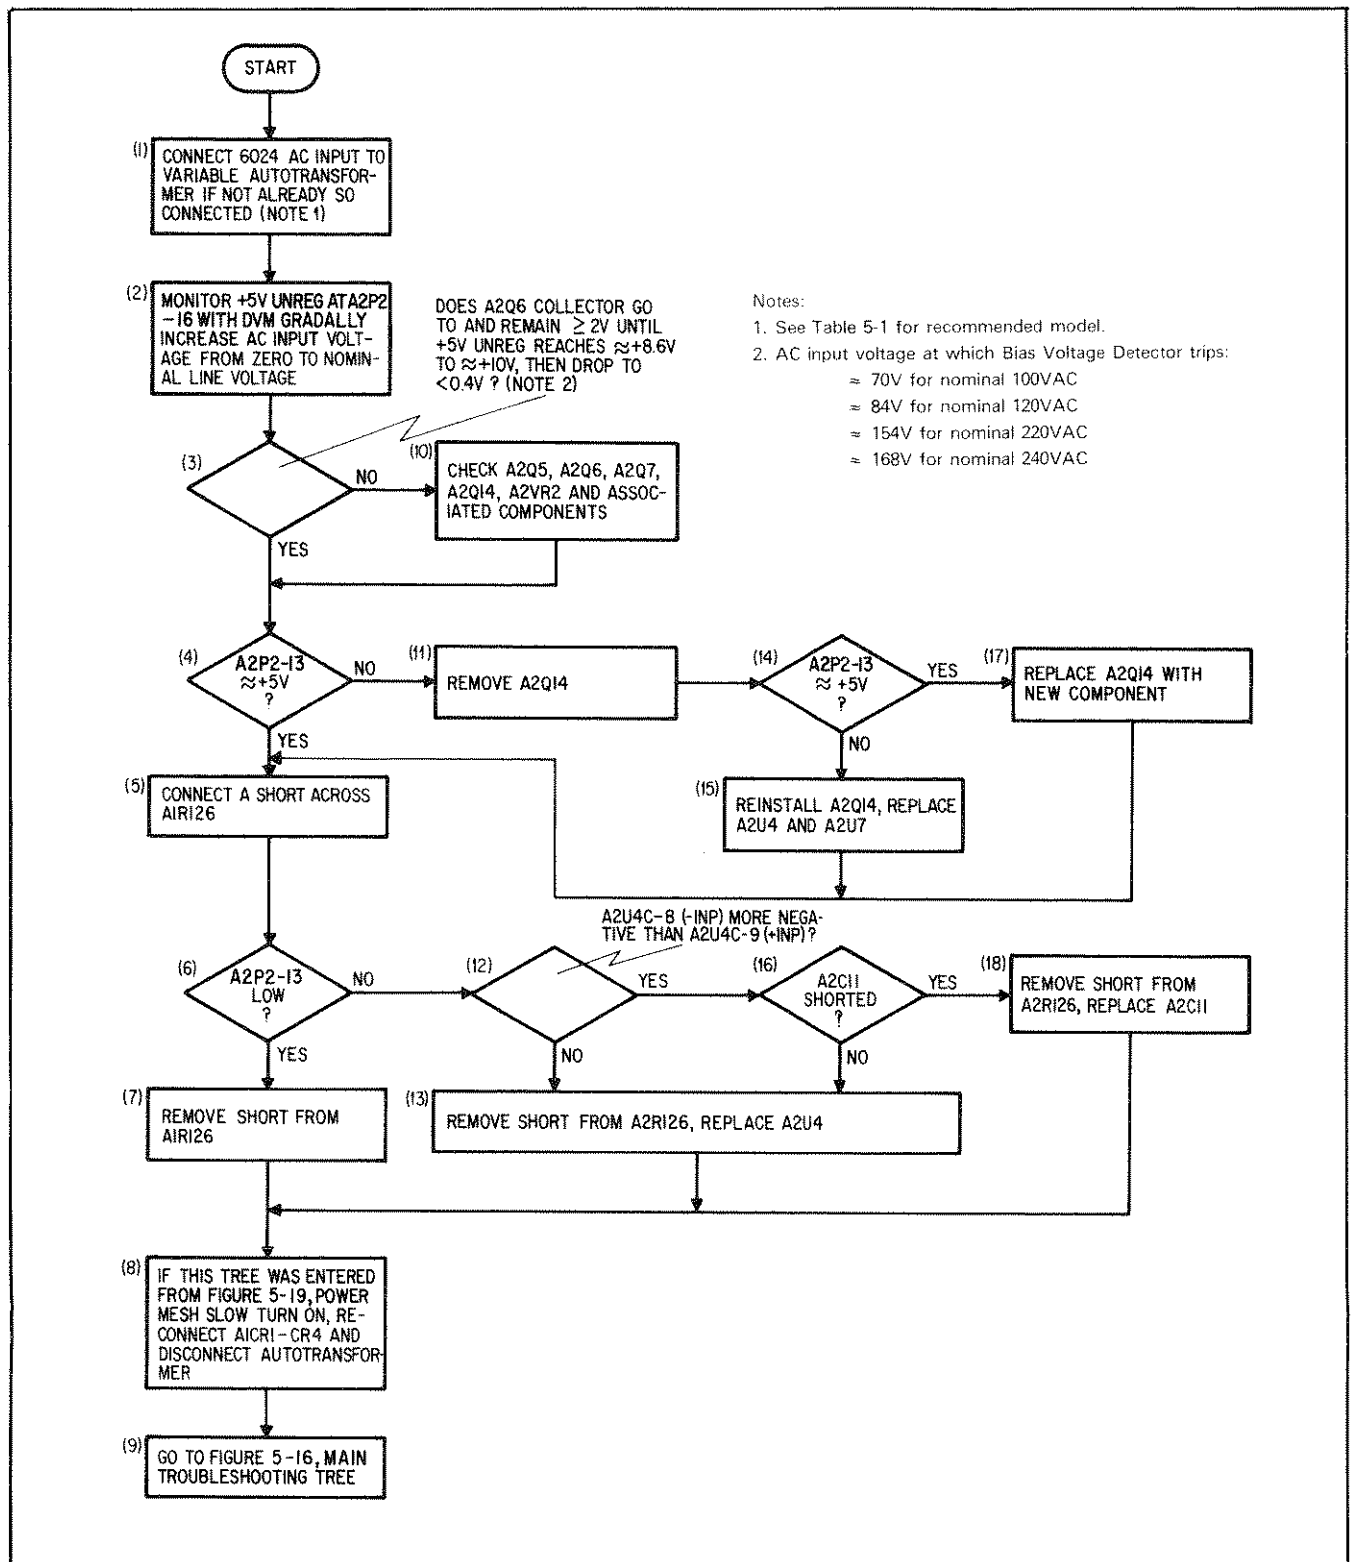 START
(1)
CONNECT 6024 AC INPUT TO
VARIABLE AUTOTRANSFOR-
MER IF NOT ALREADY SO
CONNECTED (NOTE 1)
(2)
MONITOR +5V UNREG ATA2P2
-16 WITH DVM GRADALLY
INCREASE AC INPUT VOLT-
AGE FROM ZERO TO NOMIN-
AL LINE VOLTAGE
DOES A2Q6 COLLECTOR GO
TO AND REMAIN ≥ 2V UNTIL
+5V UNREG REACHES ≈+8.6V
TO ≈+10V, THEN DROP TO
<0.4V ? (NOTE 2)
Notes:
1. See Table 5-1 for recommended model.
2. AC input voltage at which Bias Voltage Detector trips:
≈ 70V for nominal 100VAC
≈ 84V for nominal 120VAC
≈ 154V for nominal 220VAC
≈ 168V for nominal 240VAC
(3)
NO
YES
(10)
CHECK A2Q5, A2Q6, A2Q7,
A2Q14, A2VR2 AND ASSOC-
IATED COMPONENTS
(4)
A2P2-13
≈ +5V
?
NO
YES
(11)
REMOVE A2Q14
(14)
A2P2-13
≈ +5V
?
YES
NO
(17)
REPLACE A2Q14 WITH
NEW COMPONENT
(5)
CONNECT A SHORT ACROSS
A1R126
(15)
REINSTALL A2Q14, REPLACE
A2U4 AND A2U7
A2U4C-8 (-INP) MORE NEGA-
TIVE THAN A2U4C-9 (+INP)?
(6)
A2P2-13
LOW
?
NO
YES
(12)
YES
NO
(16)
A2C11
SHORTED
?
YES
NO
(18)
REMOVE SHORT FROM
A2R126, REPLACE A2C11
(7)
REMOVE SHORT FROM
A1R126
(13)
REMOVE SHORT FROM A2R126, REPLACE A2U4
(8)
IF THIS TREE WAS ENTERED
FROM FIGURE 5-19, POWER
MESH SLOW TURN ON, RE-
CONNECT A1CR1-CR4 AND
DISCONNECT AUTOTRANSFOR-
MER
(9)
GO TO FIGURE 5-16, MAIN
TROUBLESHOOTING TREE